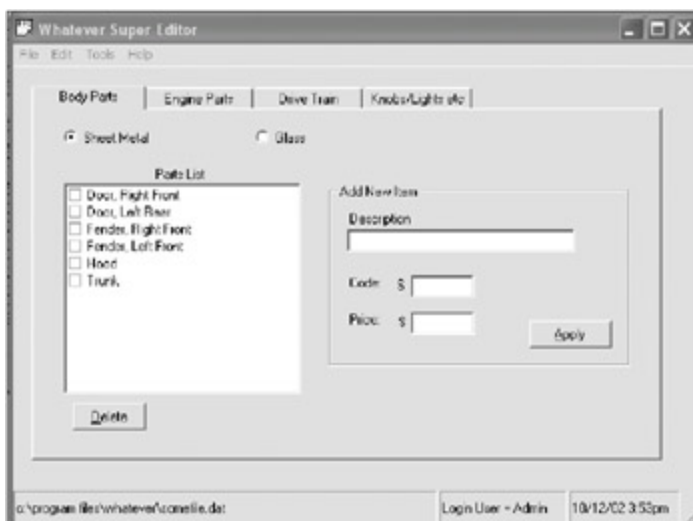 Whatever Super Editor
File Edit Tools Help
Body Parts Engine Parts Drive Train Knobs/Lights etc
Sheet Metal Glass
Parts List
Door, Right Front
Door, Left Rear
Fender, Right Front
Fender, Left Front
Hood
Trunk
Delete
Add New Item
Description
Code: $
Price: $
Apply
c:\program files\whatever\somefile.dat Login User - Admin 10/12/02 3:53pm